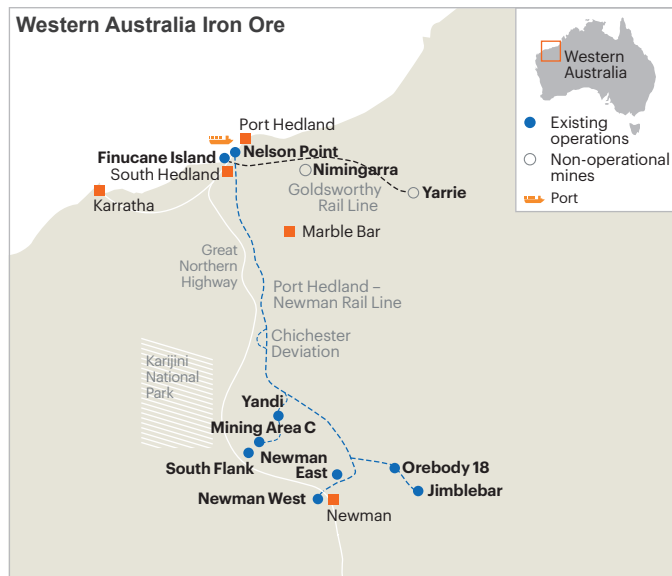 Western Australia Iron Ore
Western
Australia
Existing
operations
Non-operational
mines
Port
Port Hedland
Nelson Point
Finucane Island
South Hedland
Nimingarra
Goldsworthy
Rail Line
Yarrie
Karratha
Marble Bar
Great
Northern
Highway
Port Hedland –
Newman Rail Line
Chichester
Deviation
Karijini
National
Park
Yandi
Mining Area C
South Flank
Newman
East
Orebody 18
Jimblebar
Newman West
Newman